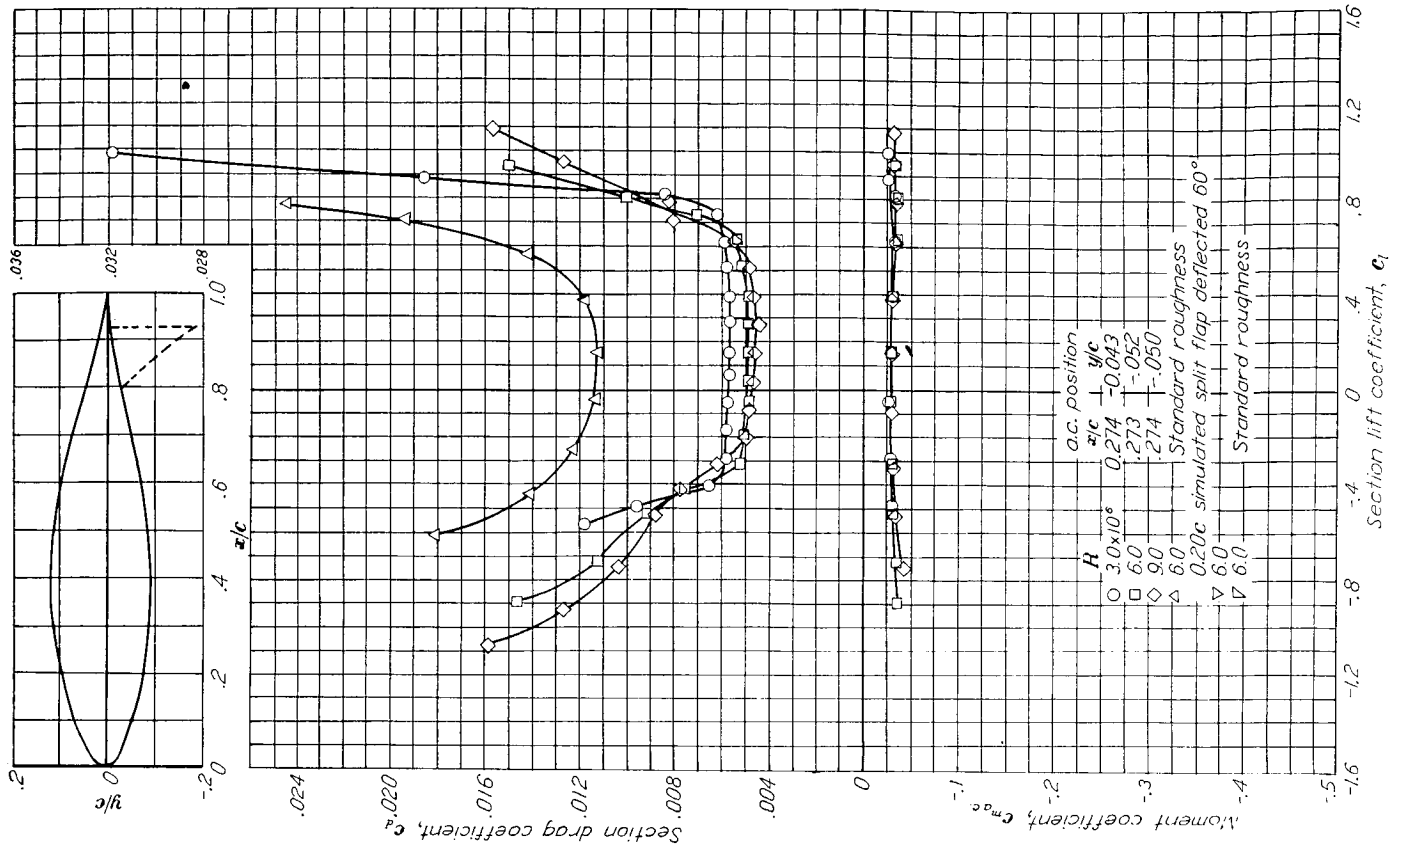 .2
0
-.2
y/c
0
.2
.4
.6
.8
1.0
x/c
.036
.032
.028
.024
.020
.016
.012
.008
.004
Section drag coefficient, c_d
0
-.1
-.2
-.3
-.4
-.5
Moment coefficient, c_m a.c.
-1.6
-1.2
-.8
-.4
0
.4
.8
1.2
1.6
Section lift coefficient, c_l
a.c. position
R x/c y/c
○ 3.0×10⁶ 0.274 -0.043
□ 6.0 .273 -.052
◇ 9.0 .274 -.050
△ 6.0 Standard roughness
0.20c simulated split flap deflected 60°
▽ 6.0
▽ 6.0 Standard roughness